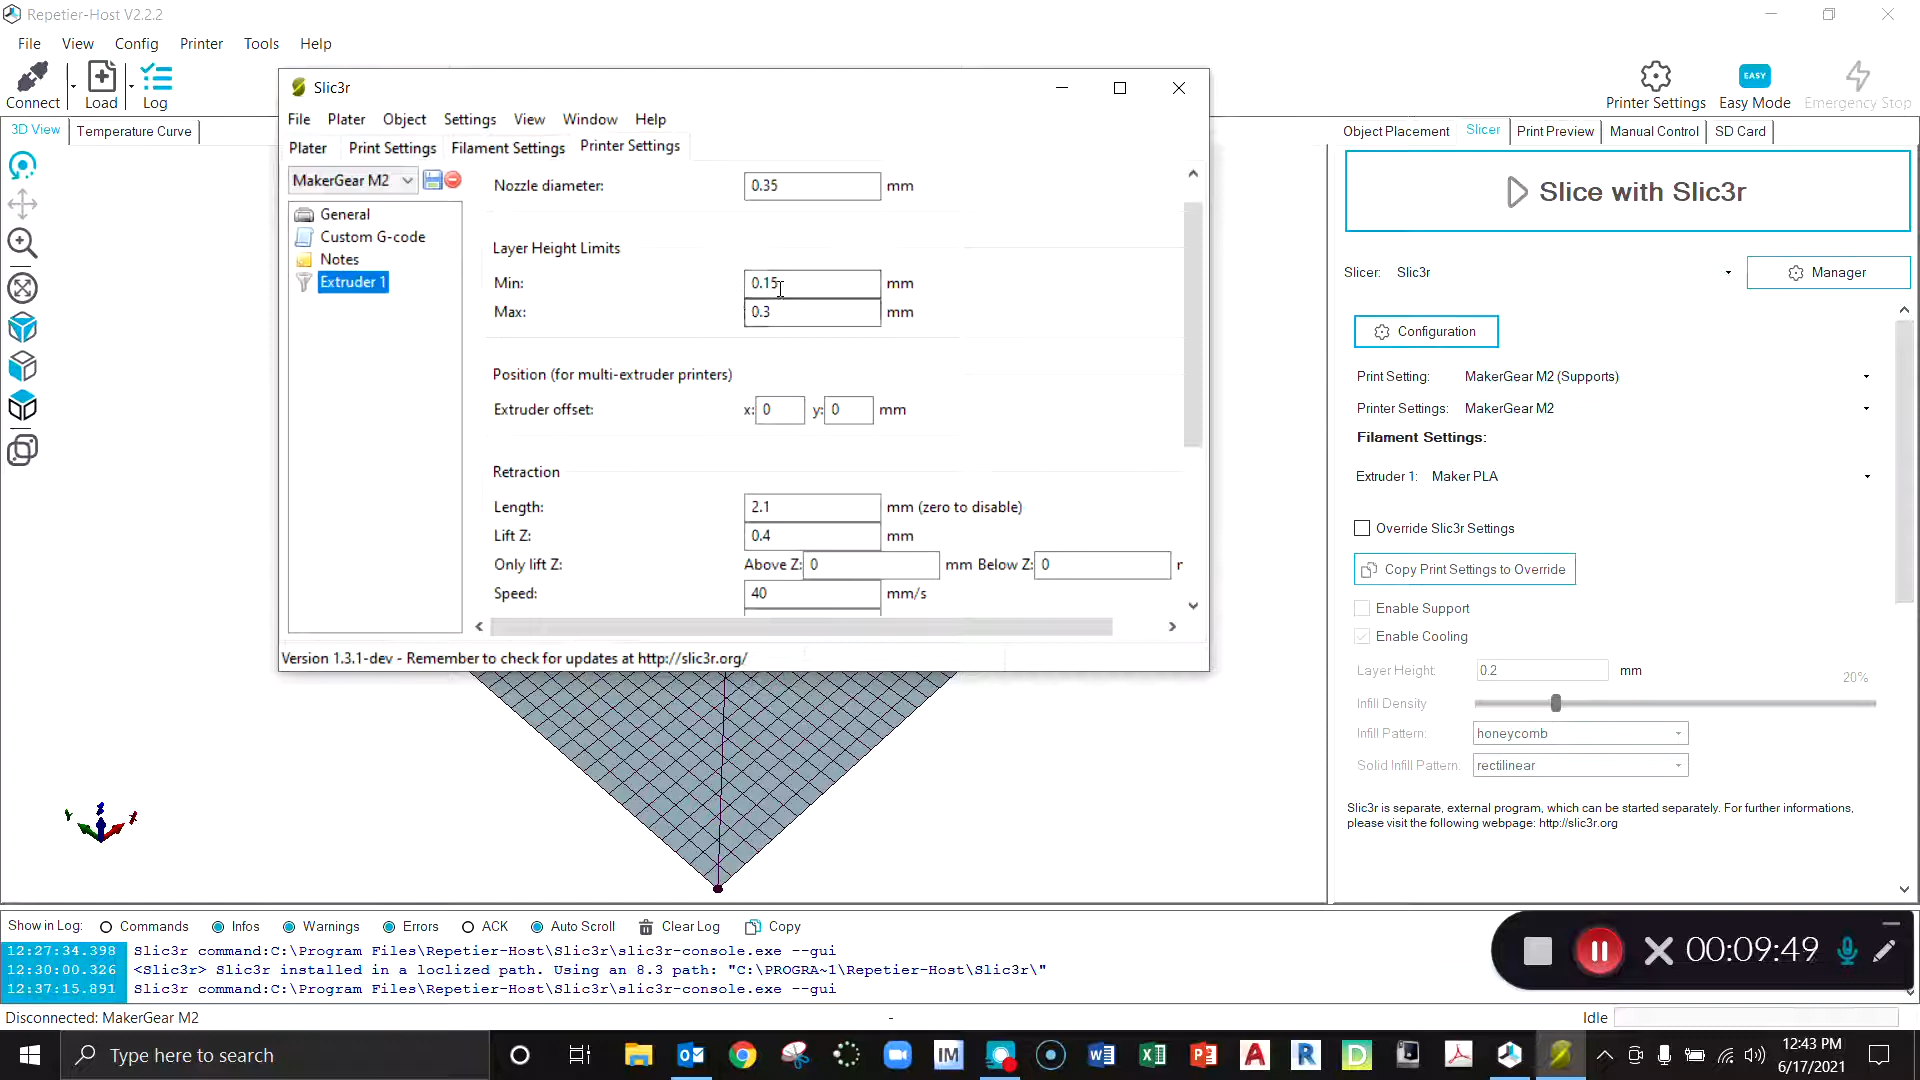 Repetier-Host V2.2.2
File View Config Printer Tools Help
Connect Load Log
Printer Settings EASY Easy Mode Emergency Stop
3D View Temperature Curve
Slic3r
File Plater Object Settings View Window Help
Plater Print Settings Filament Settings Printer Settings
MakerGear M2
General
Custom G-code
Notes
Extruder 1
Nozzle diameter: 0.35 mm
Layer Height Limits
Min: 0.15 mm
Max: 0.3 mm
Position (for multi-extruder printers)
Extruder offset: x: 0 y: 0 mm
Retraction
Length: 2.1 mm (zero to disable)
Lift Z: 0.4 mm
Only lift Z: Above Z: 0 mm Below Z: 0
Speed: 40 mm/s
Version 1.3.1-dev - Remember to check for updates at http://slic3r.org/
Object Placement Slicer Print Preview Manual Control SD Card
Slice with Slic3r
Slicer: Slic3r Manager
Configuration
Print Setting: MakerGear M2 (Supports)
Printer Settings: MakerGear M2
Filament Settings:
Extruder 1: Maker PLA
Override Slic3r Settings
Copy Print Settings to Override
Enable Support
Enable Cooling
Layer Height: 0.2 mm
20%
Infill Density
Infill Pattern: honeycomb
Solid Infill Pattern: rectilinear
Slic3r is separate, external program, which can be started separately. For further informations,
please visit the following webpage: http://slic3r.org
Y Z X
Show in Log: Commands Infos Warnings Errors ACK Auto Scroll Clear Log Copy
12:27:34.398 Slic3r command:C:\Program Files\Repetier-Host\Slic3r\slic3r-console.exe --gui
12:30:00.326 <Slic3r> Slic3r installed in a loclized path. Using an 8.3 path: "C:\PROGRA~1\Repetier-Host\Slic3r\"
12:37:15.891 Slic3r command:C:\Program Files\Repetier-Host\Slic3r\slic3r-console.exe --gui
00:09:49
Disconnected: MakerGear M2 - Idle
Type here to search
IM
12:43 PM
6/17/2021